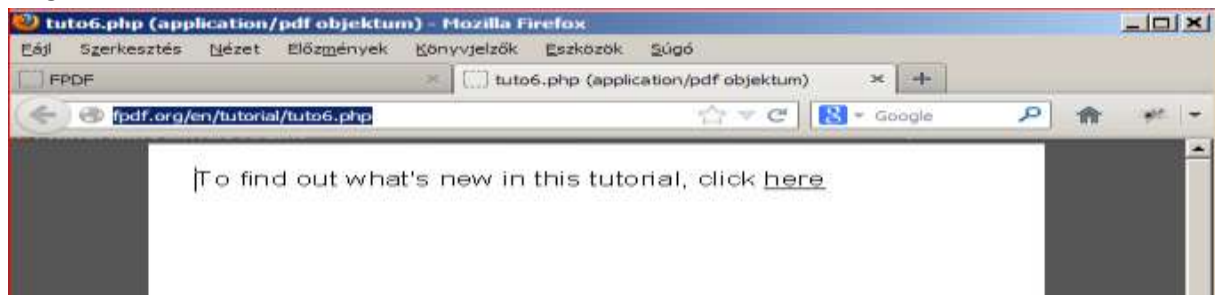 tuto6.php (application/pdf objektum) - Mozilla Firefox
Fájl Szerkesztés Nézet Előzmények Könyvjelzők Eszközök Súgó
FPDF tuto6.php (application/pdf objektum)
fpdf.org/en/tutorial/tuto6.php Google
To find out what's new in this tutorial, click here